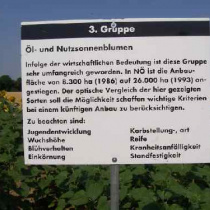 3. Gruppe
Öl- und Nutzsonnenblumen
Infolge der wirtschaftlichen Bedeutung ist diese Gruppe
sehr umfangreich geworden. In NÖ ist die Anbau-
fläche von 8.300 ha (1986) auf 26.000 ha (1993) an-
gestiegen. Der optische Vergleich der hier gezeigten
Sorten soll die Möglichkeit schaffen wichtige Kriterien
bei einem künftigen Anbau zu berücksichtigen.
Zu beachten sind:
Jugendentwicklung Korbstellung-, art
Wuchshöhe Reife
Blühverhalten Krankheitsanfälligkeit
Einkörnung Standfestigkeit